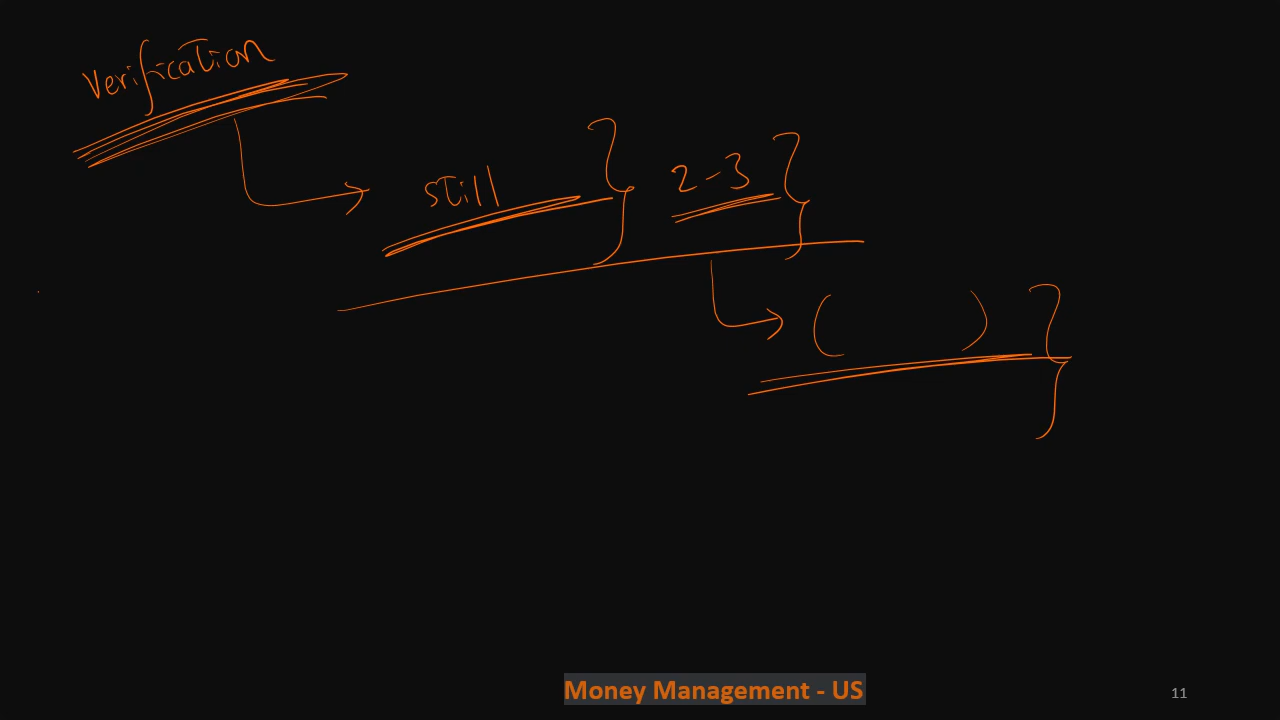 Verification
still } 2-3 }
( ) }
Money Management - US
11